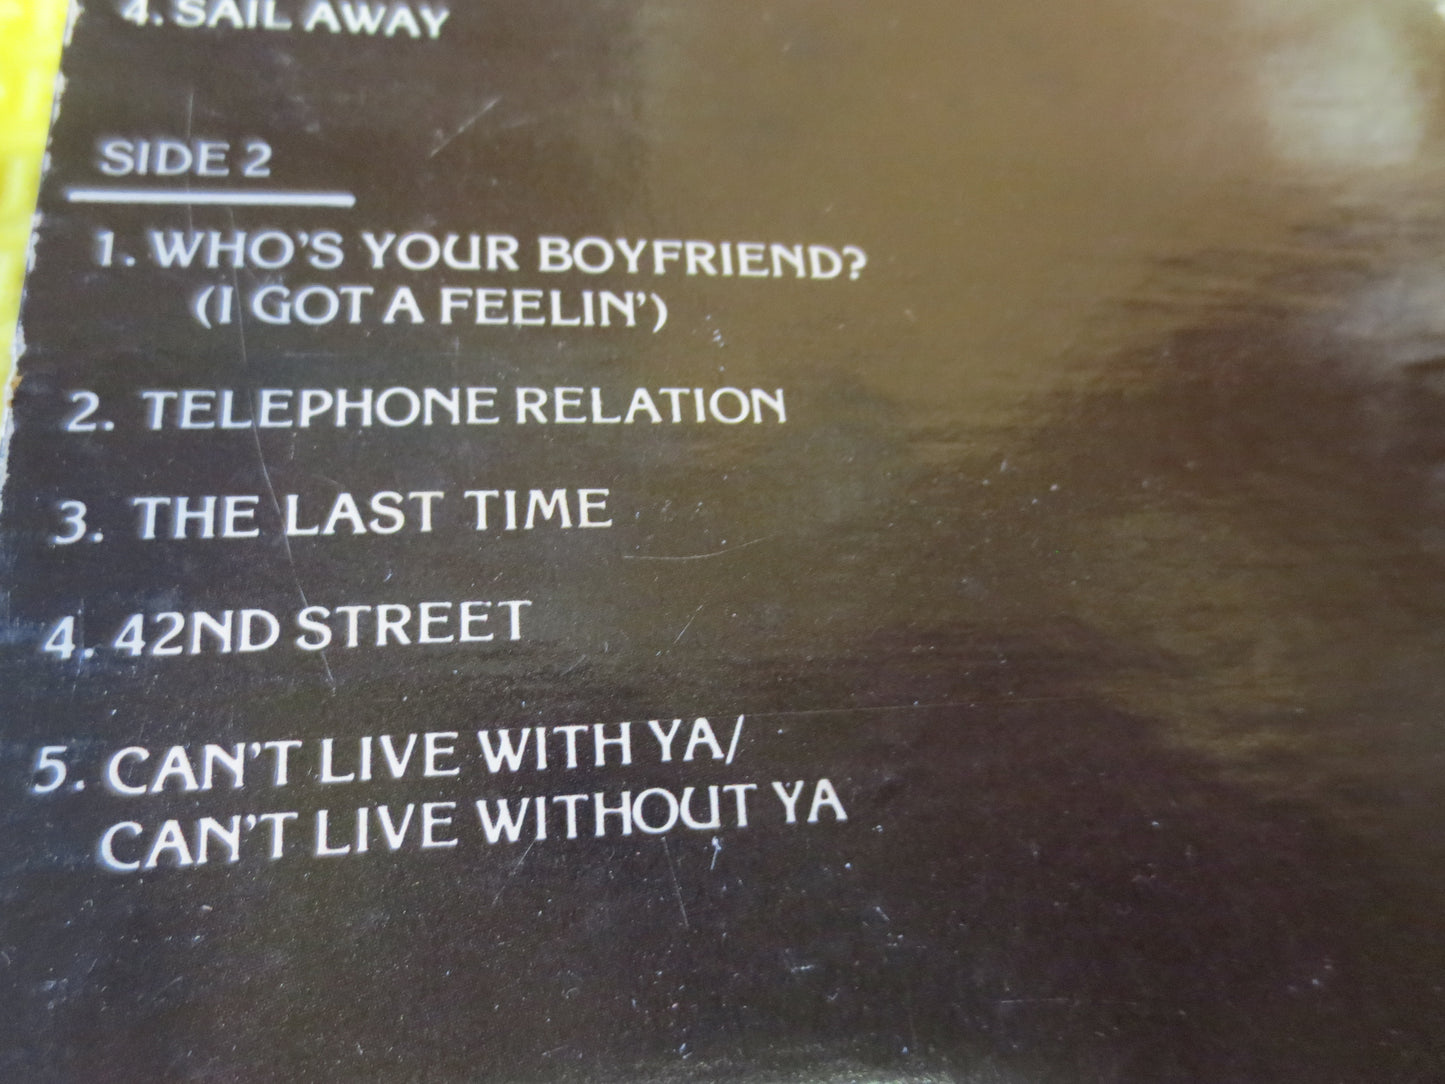 4. SAIL AWAY
SIDE 2
1. WHO'S YOUR BOYFRIEND?
(I GOT A FEELIN')
2. TELEPHONE RELATION
3. THE LAST TIME
4. 42ND STREET
5. CAN'T LIVE WITH YA/
CAN'T LIVE WITHOUT YA